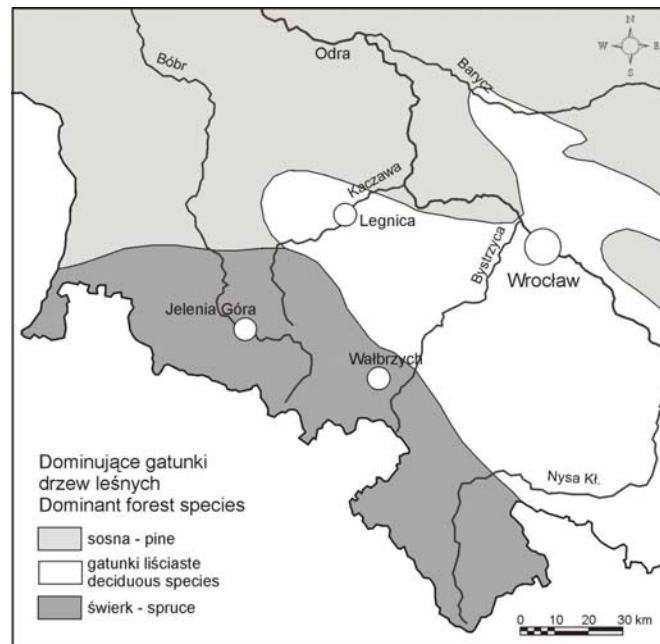 N
W E
S
Bóbr
Odra
Barycz
Kaczawa
Legnica
Bystrzyca
Wrocław
Jelenia Góra
Wałbrzych
Nysa Kł.
Dominujące gatunki
drzew leśnych
Dominant forest species
sosna - pine
gatunki liściaste
deciduous species
świerk - spruce
0 10 20 30 km